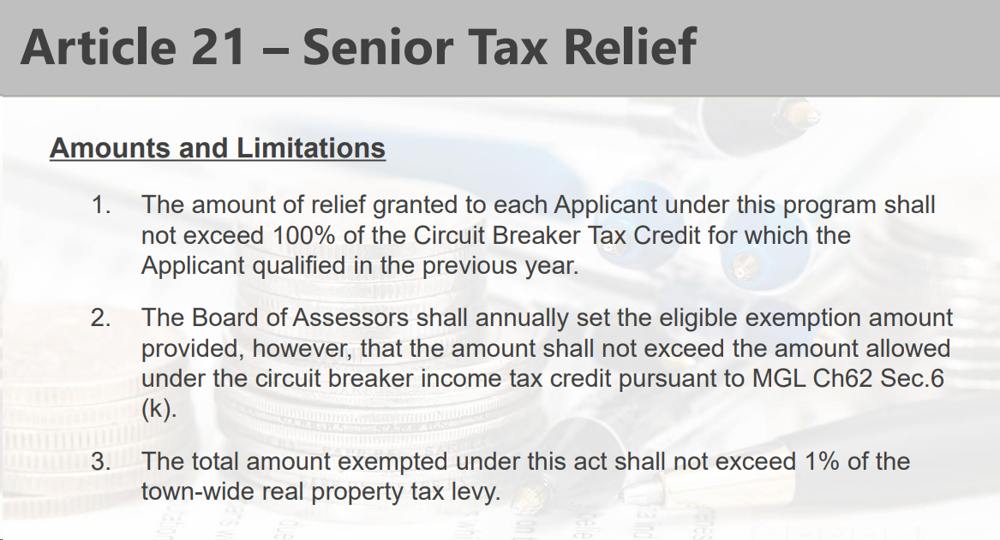 Article 21 – Senior Tax Relief
Amounts and Limitations
1. The amount of relief granted to each Applicant under this program shall
not exceed 100% of the Circuit Breaker Tax Credit for which the
Applicant qualified in the previous year.
2. The Board of Assessors shall annually set the eligible exemption amount
provided, however, that the amount shall not exceed the amount allowed
under the circuit breaker income tax credit pursuant to MGL Ch62 Sec.6
(k).
3. The total amount exempted under this act shall not exceed 1% of the
town-wide real property tax levy.